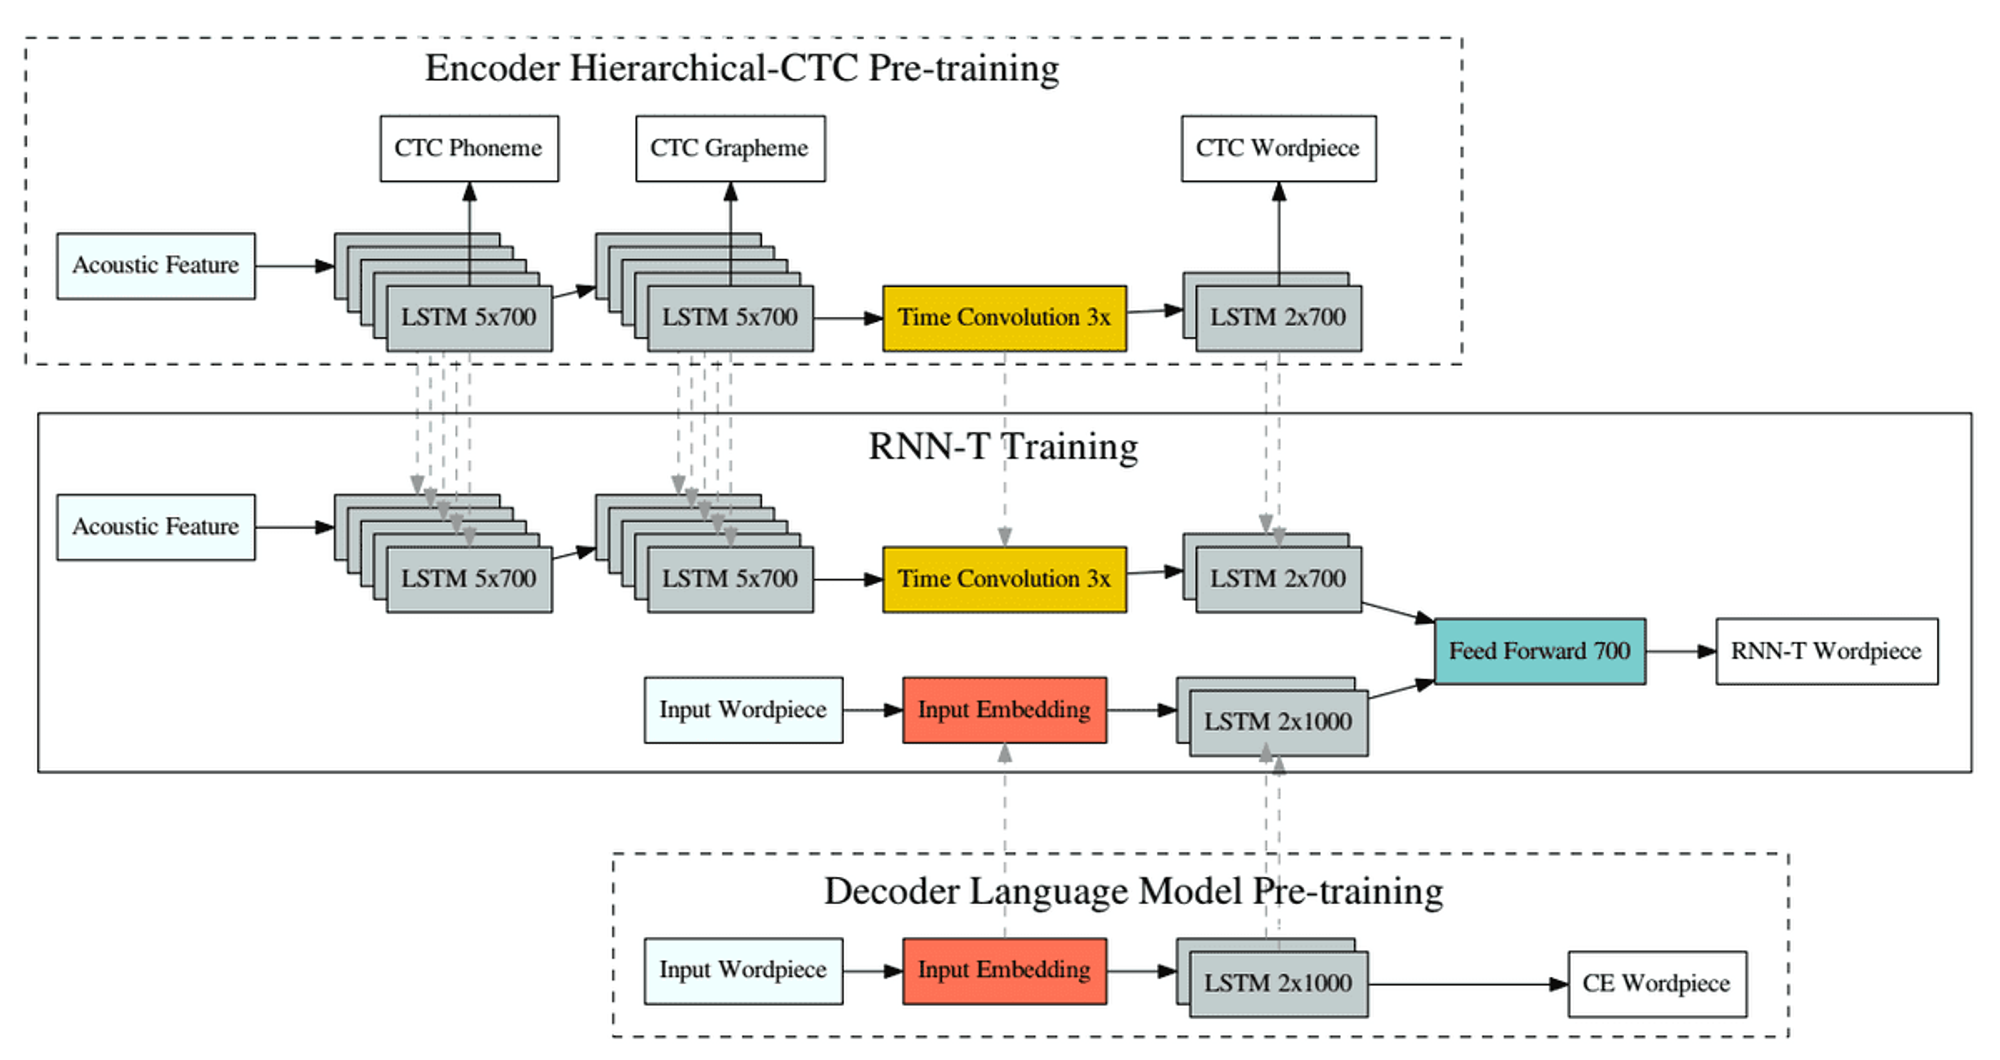 Encoder Hierarchical-CTC Pre-training
CTC Phoneme
CTC Grapheme
CTC Wordpiece
Acoustic Feature
LSTM 5x700
LSTM 5x700
Time Convolution 3x
LSTM 2x700
RNN-T Training
Acoustic Feature
LSTM 5x700
LSTM 5x700
Time Convolution 3x
LSTM 2x700
Feed Forward 700
RNN-T Wordpiece
Input Wordpiece
Input Embedding
LSTM 2x1000
Decoder Language Model Pre-training
Input Wordpiece
Input Embedding
LSTM 2x1000
CE Wordpiece